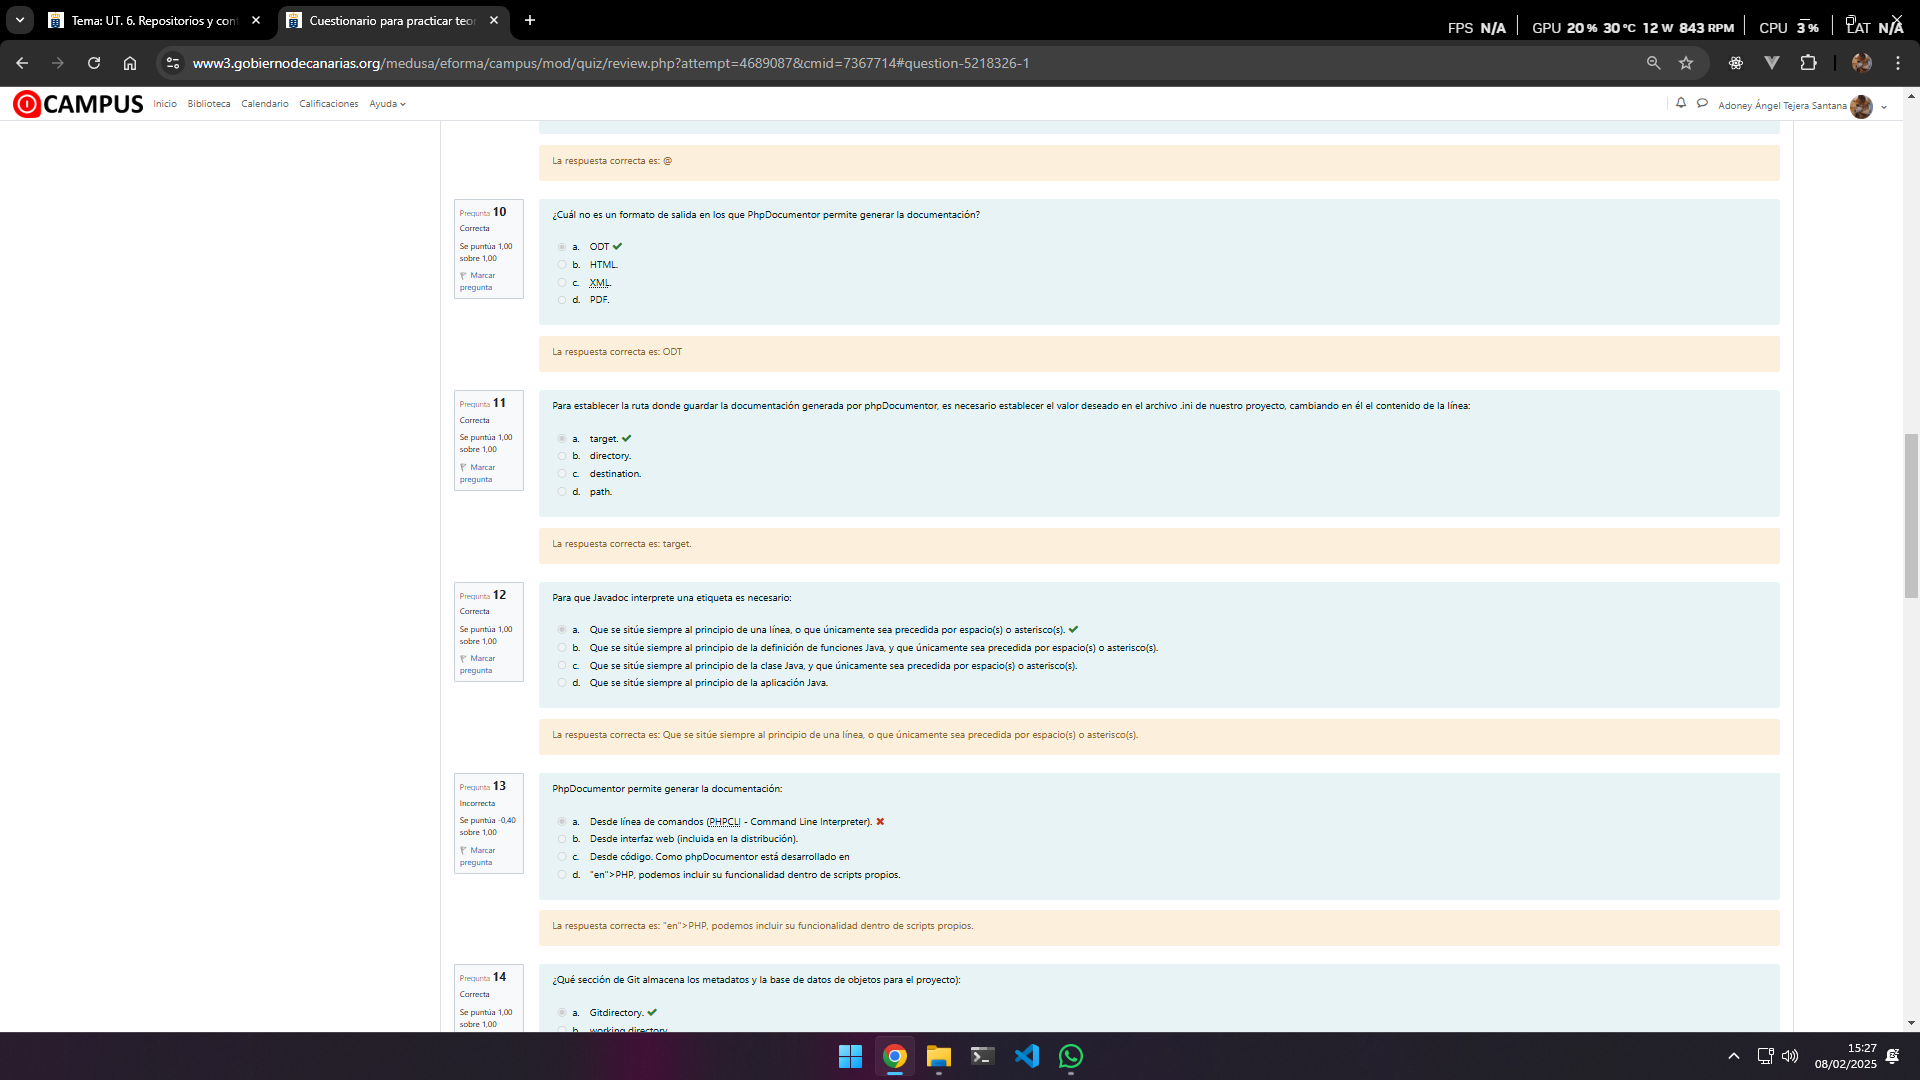 Tema: UT. 6. Repositorios y con
Cuestionario para practicar teor
FPS N/A GPU 20 % 30 °C 12 W 843 RPM CPU 3 % LAT N/A
www3.gobiernodecanarias.org/medusa/eforma/campus/mod/quiz/review.php?attempt=4689087&cmid=7367714#question-5218326-1
CAMPUS Inicio Biblioteca Calendario Calificaciones Ayuda
Adoney Ángel Tejera Santana
La respuesta correcta es: @
Pregunta 10
Correcta
Se puntúa 1,00
sobre 1,00
Marcar
pregunta
¿Cuál no es un formato de salida en los que PhpDocumentor permite generar la documentación?
a. ODT
b. HTML.
c. XML.
d. PDF.
La respuesta correcta es: ODT
Pregunta 11
Correcta
Se puntúa 1,00
sobre 1,00
Marcar
pregunta
Para establecer la ruta donde guardar la documentación generada por phpDocumentor, es necesario establecer el valor deseado en el archivo .ini de nuestro proyecto, cambiando en él el contenido de la línea:
a. target.
b. directory.
c. destination.
d. path.
La respuesta correcta es: target.
Pregunta 12
Correcta
Se puntúa 1,00
sobre 1,00
Marcar
pregunta
Para que Javadoc interprete una etiqueta es necesario:
a. Que se sitúe siempre al principio de una línea, o que únicamente sea precedida por espacio(s) o asterisco(s).
b. Que se sitúe siempre al principio de la definición de funciones Java, y que únicamente sea precedida por espacio(s) o asterisco(s).
c. Que se sitúe siempre al principio de la clase Java, y que únicamente sea precedida por espacio(s) o asterisco(s).
d. Que se sitúe siempre al principio de la aplicación Java.
La respuesta correcta es: Que se sitúe siempre al principio de una línea, o que únicamente sea precedida por espacio(s) o asterisco(s).
Pregunta 13
Incorrecta
Se puntúa -0,40
sobre 1,00
Marcar
pregunta
PhpDocumentor permite generar la documentación:
a. Desde línea de comandos (PHPCLI - Command Line Interpreter).
b. Desde interfaz web (incluida en la distribución).
c. Desde código. Como phpDocumentor está desarrollado en
d. "en">PHP, podemos incluir su funcionalidad dentro de scripts propios.
La respuesta correcta es: "en">PHP, podemos incluir su funcionalidad dentro de scripts propios.
Pregunta 14
Correcta
Se puntúa 1,00
sobre 1,00
¿Qué sección de Git almacena los metadatos y la base de datos de objetos para el proyecto):
a. Gitdirectory.
b. working directory
15:27
08/02/2025